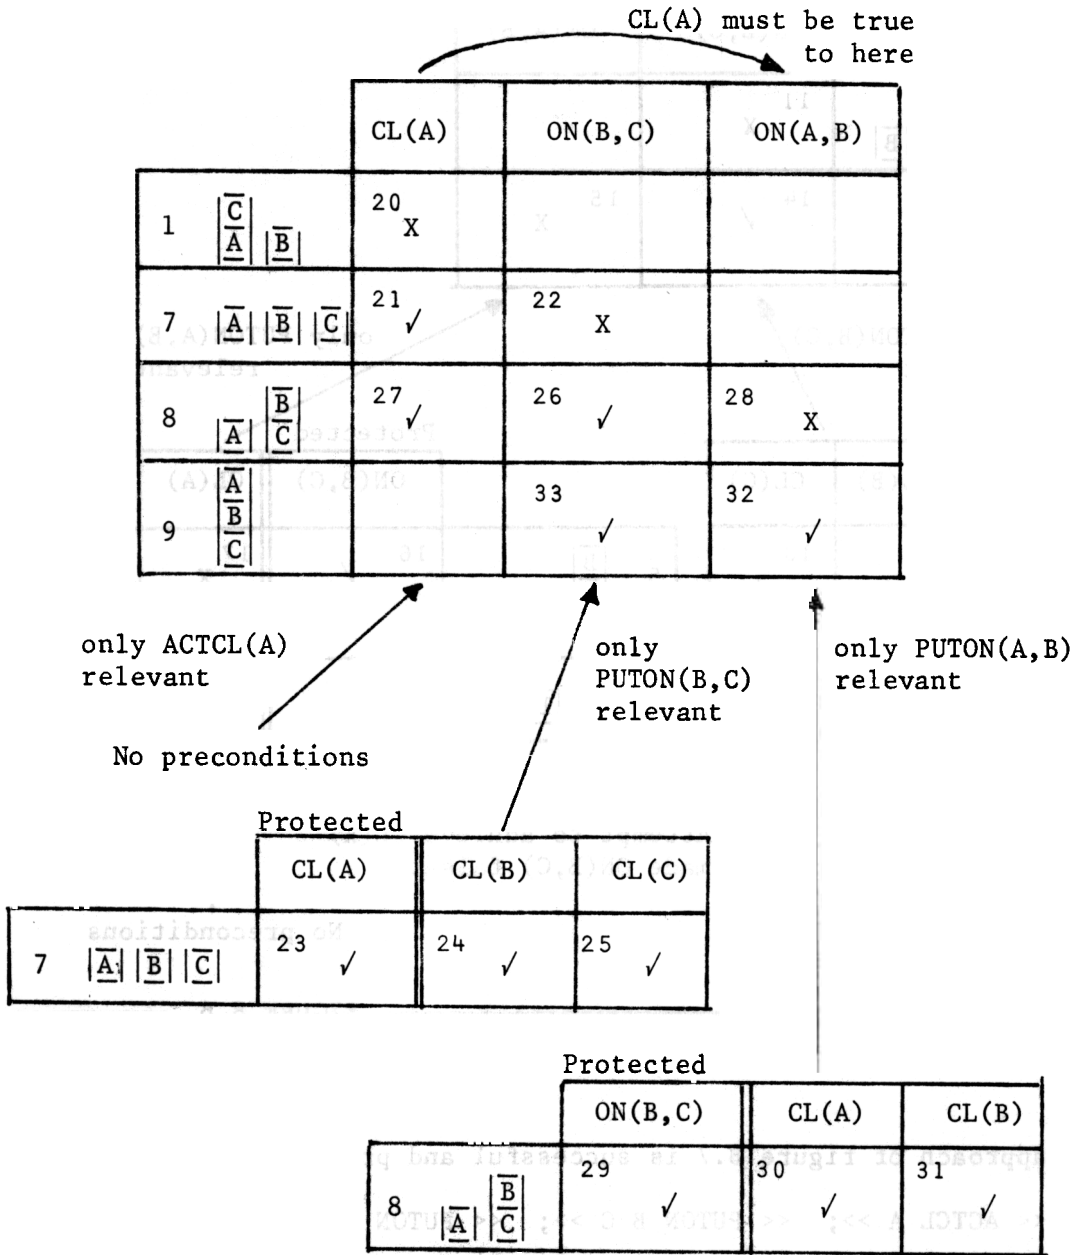 CL(A) must be true
to here
CL(A) ON(B,C) ON(A,B)
1 C A B 20 X
7 A B C 21 ✓ 22 X
8 A B C 27 ✓ 26 ✓ 28 X
9 A B C 33 ✓ 32 ✓
only ACTCL(A)
relevant
No preconditions
only
PUTON(B,C)
relevant
only PUTON(A,B)
relevant
Protected
CL(A) CL(B) CL(C)
7 A B C 23 ✓ 24 ✓ 25 ✓
Protected
ON(B,C) CL(A) CL(B)
8 A B C 29 ✓ 30 ✓ 31 ✓